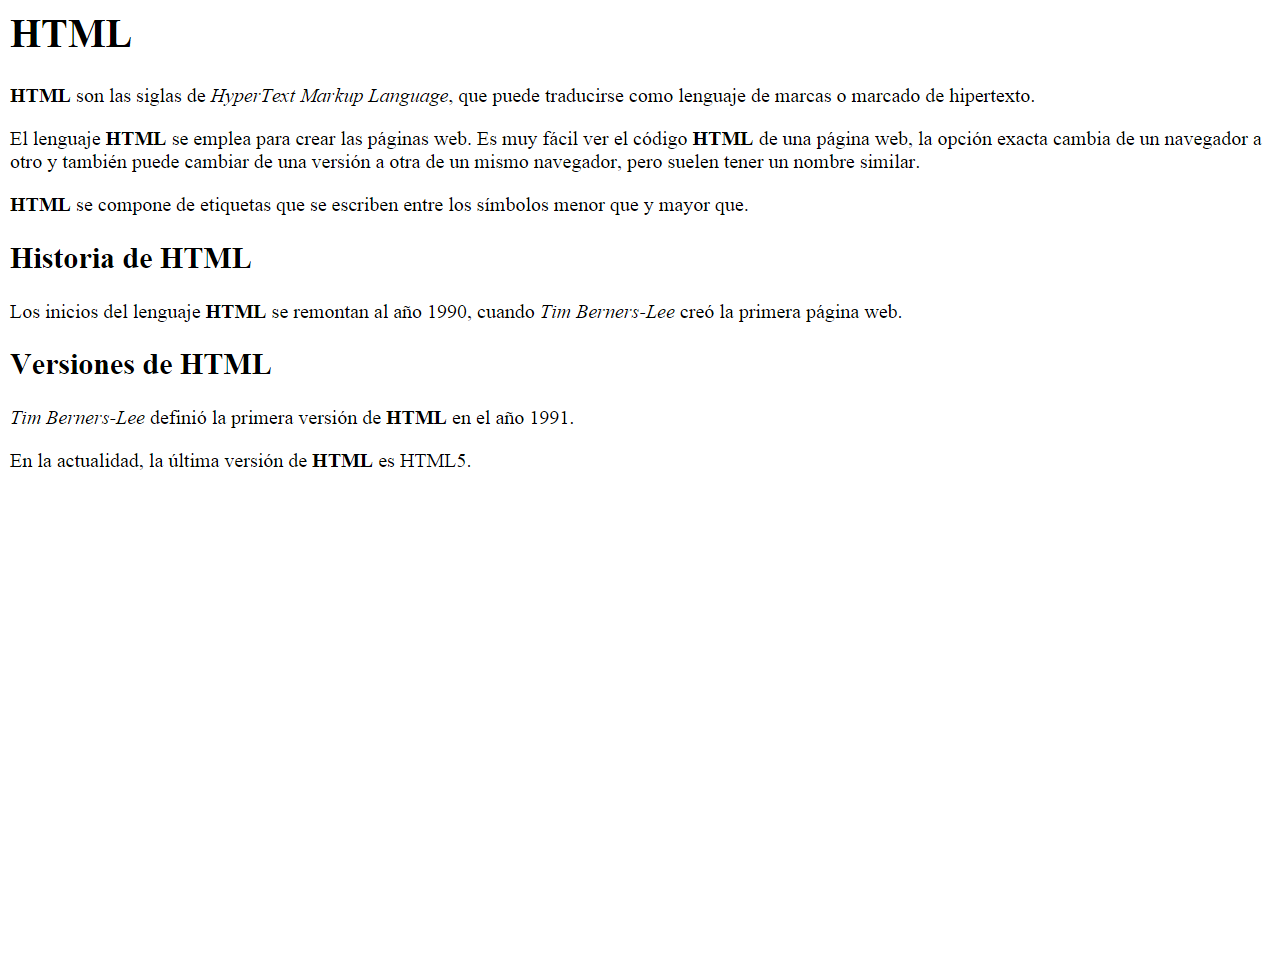 HTML
HTML son las siglas de HyperText Markup Language, que puede traducirse como lenguaje de marcas o marcado de hipertexto.
El lenguaje HTML se emplea para crear las páginas web. Es muy fácil ver el código HTML de una página web, la opción exacta cambia de un navegador a
otro y también puede cambiar de una versión a otra de un mismo navegador, pero suelen tener un nombre similar.
HTML se compone de etiquetas que se escriben entre los símbolos menor que y mayor que.
Historia de HTML
Los inicios del lenguaje HTML se remontan al año 1990, cuando Tim Berners-Lee creó la primera página web.
Versiones de HTML
Tim Berners-Lee definió la primera versión de HTML en el año 1991.
En la actualidad, la última versión de HTML es HTML5.